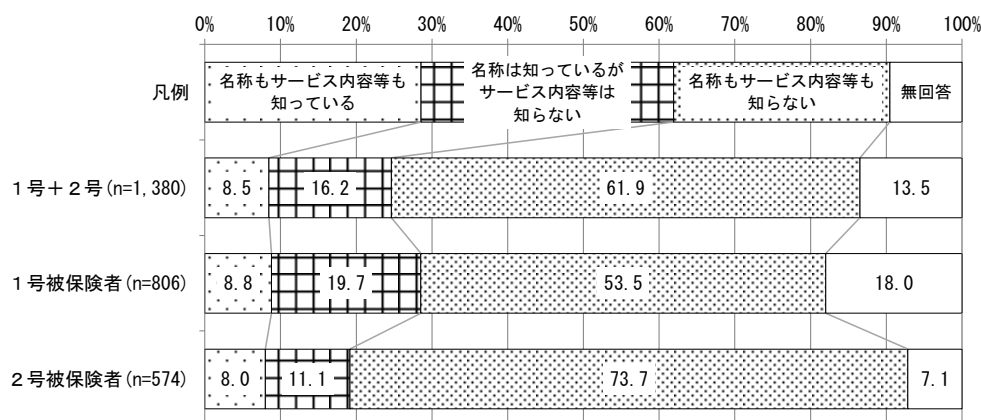 0% 10% 20% 30% 40% 50% 60% 70% 80% 90% 100%
凡例
名称もサービス内容等も
知っている
名称は知っているが
サービス内容等は
知らない
名称もサービス内容等も
知らない
無回答
1号+2号(n=1,380) 8.5 16.2 61.9 13.5
1号被保険者(n=806) 8.8 19.7 53.5 18.0
2号被保険者(n=574) 8.0 11.1 73.7 7.1